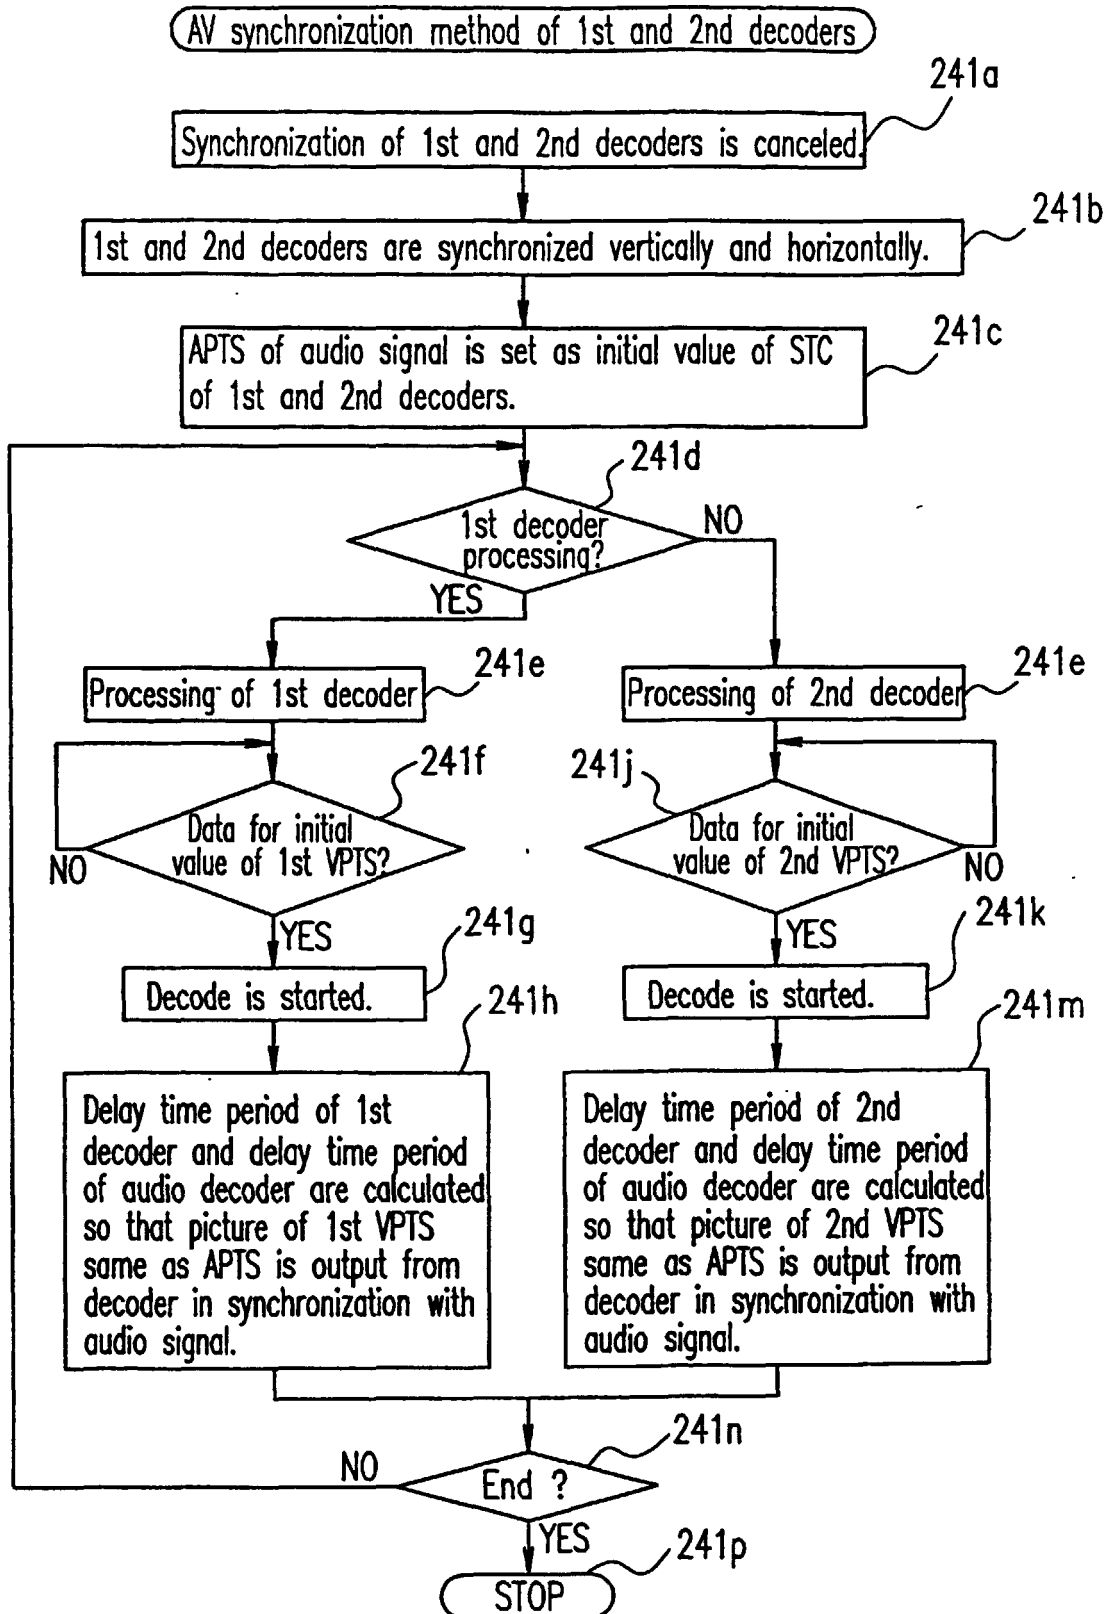 AV synchronization method of 1st and 2nd decoders
241a
Synchronization of 1st and 2nd decoders is canceled.
241b
1st and 2nd decoders are synchronized vertically and horizontally.
241c
APTS of audio signal is set as initial value of STC
of 1st and 2nd decoders.
241d
1st decoder
processing?
NO
YES
241e
Processing of 1st decoder
241e
Processing of 2nd decoder
241f
Data for initial
value of 1st VPTS?
NO
YES
241j
Data for initial
value of 2nd VPTS?
NO
YES
241g
Decode is started.
241k
Decode is started.
241h
Delay time period of 1st
decoder and delay time period
of audio decoder are calculated
so that picture of 1st VPTS
same as APTS is output from
decoder in synchronization with
audio signal.
241m
Delay time period of 2nd
decoder and delay time period
of audio decoder are calculated
so that picture of 2nd VPTS
same as APTS is output from
decoder in synchronization with
audio signal.
241n
NO
End ?
YES
241p
STOP